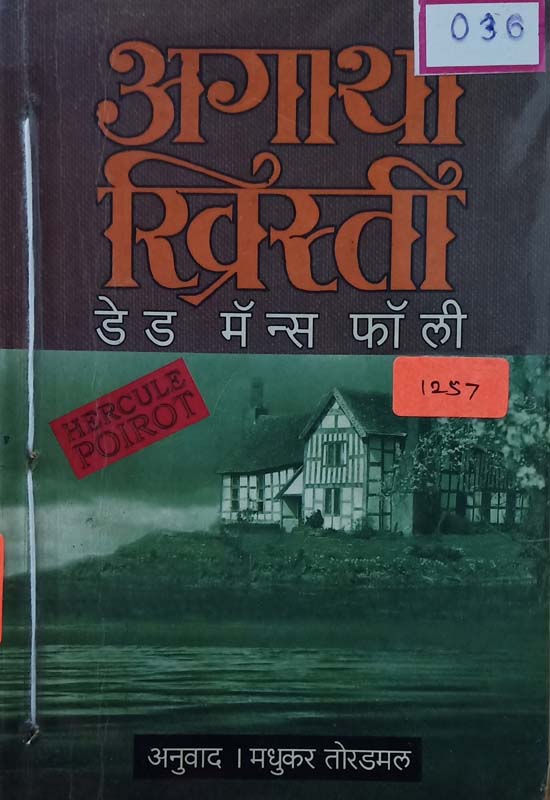 036
अगाथा
ख्रिस्ती
डेड मॅन्स फॉली
HERCULE
POIROT
1257
अनुवाद । मधुकर तोरडमल